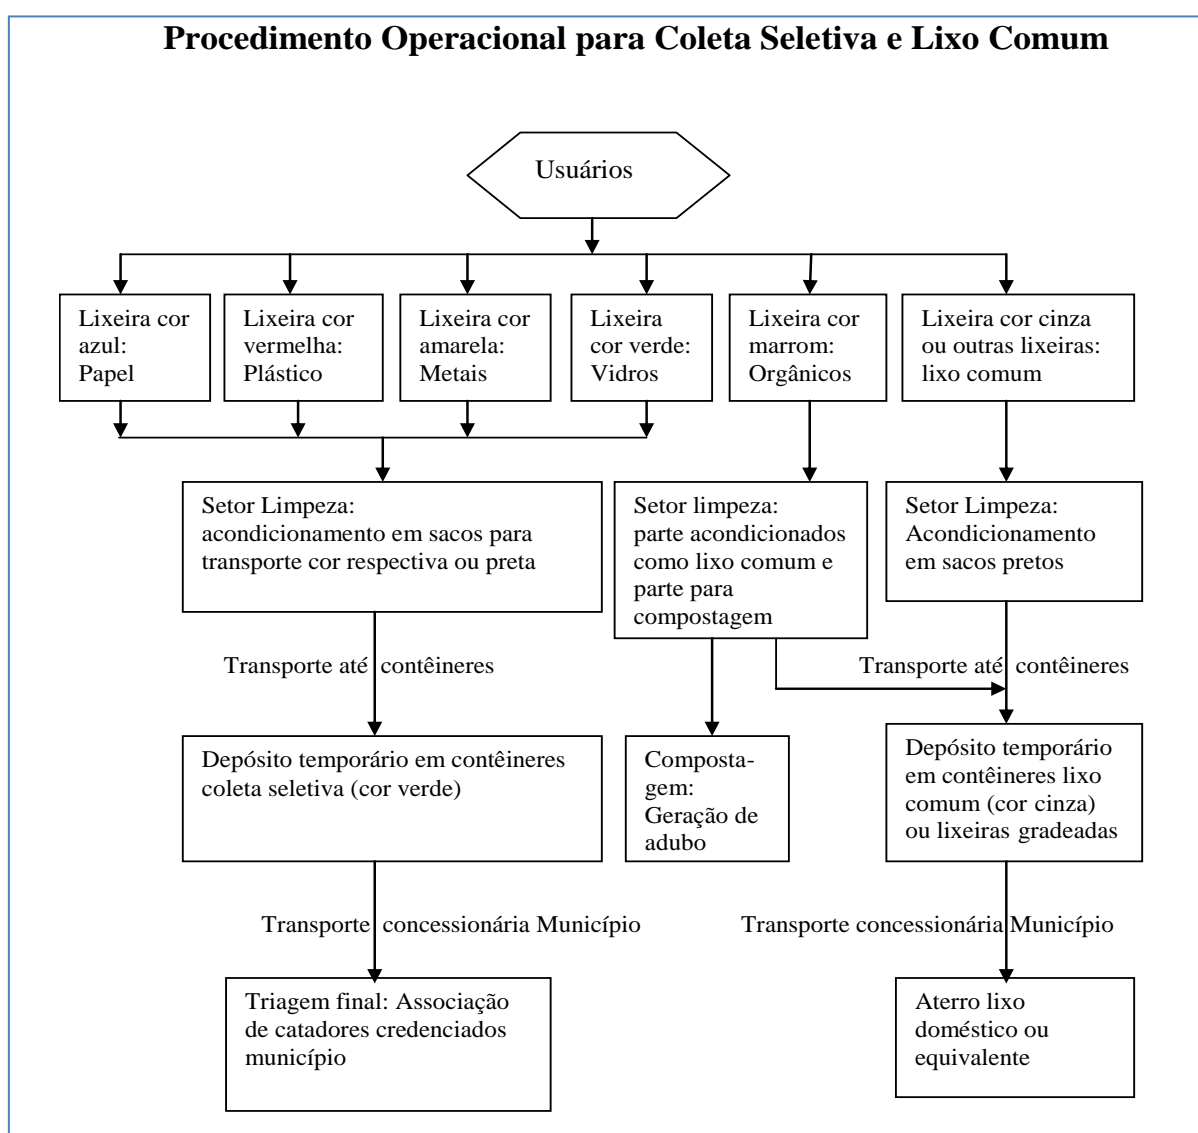 Procedimento Operacional para Coleta Seletiva e Lixo Comum
Usuários
Lixeira cor
azul:
Papel
Lixeira cor
vermelha:
Plástico
Lixeira cor
amarela:
Metais
Lixeira
cor verde:
Vidros
Lixeira cor
marrom:
Orgânicos
Lixeira cor cinza
ou outras lixeiras:
lixo comum
Setor Limpeza:
acondicionamento em sacos para
transporte cor respectiva ou preta
Setor limpeza:
parte acondicionados
como lixo comum e
parte para
compostagem
Setor Limpeza:
Acondicionamento
em sacos pretos
Transporte até contêineres
Transporte até contêineres
Depósito temporário em contêineres
coleta seletiva (cor verde)
Composta-
gem:
Geração de
adubo
Depósito temporário
em contêineres lixo
comum (cor cinza)
ou lixeiras gradeadas
Transporte concessionária Município
Transporte concessionária Município
Triagem final: Associação
de catadores credenciados
município
Aterro lixo
doméstico ou
equivalente